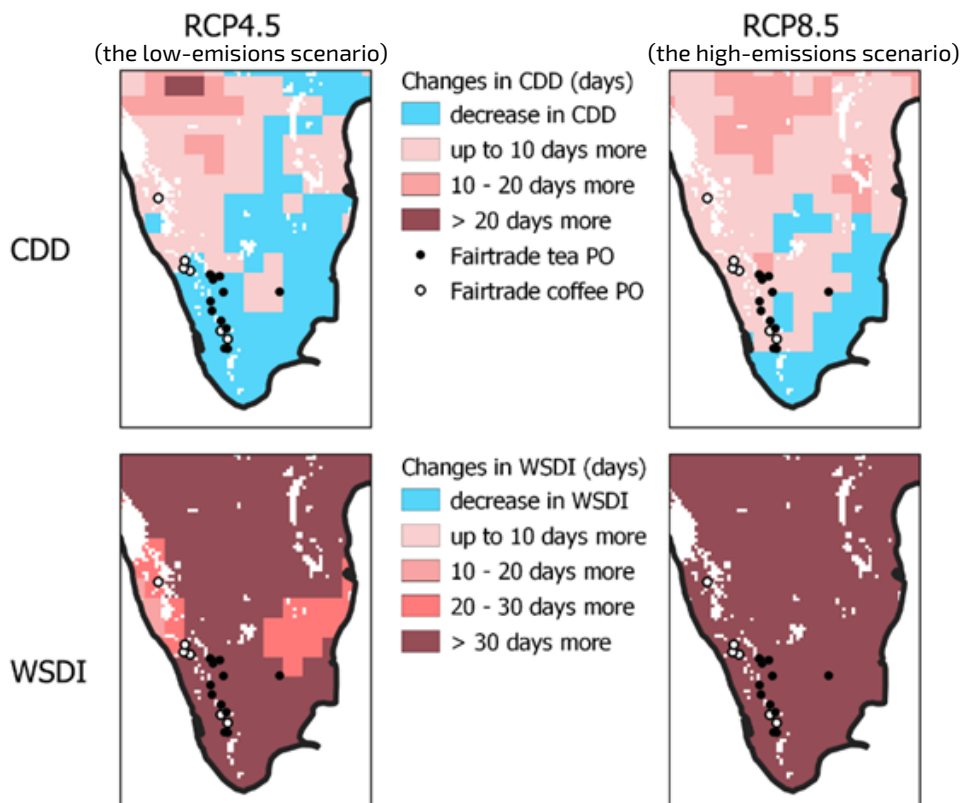 RCP4.5
(the low-emisions scenario)
RCP8.5
(the high-emissions scenario)
CDD
Changes in CDD (days)
decrease in CDD
up to 10 days more
10 - 20 days more
> 20 days more
Fairtrade tea PO
Fairtrade coffee PO
WSDI
Changes in WSDI (days)
decrease in WSDI
up to 10 days more
10 - 20 days more
20 - 30 days more
> 30 days more